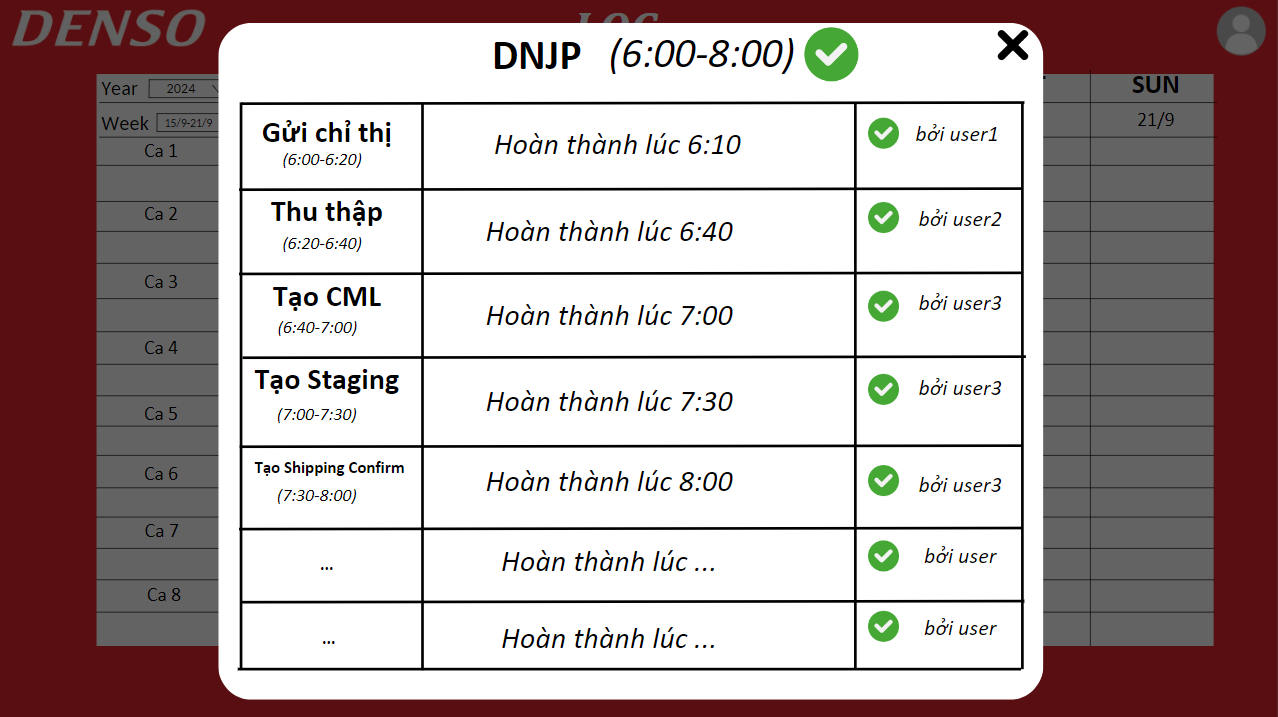 DENSO
DNJP (6:00-8:00)
Year 2024
SUN
Week 15/9-21/9
21/9
Ca 1
Ca 2
Ca 3
Ca 4
Ca 5
Ca 6
Ca 7
Ca 8
Gửi chỉ thị
(6:00-6:20)
Hoàn thành lúc 6:10
bởi user1
Thu thập
(6:20-6:40)
Hoàn thành lúc 6:40
bởi user2
Tạo CML
(6:40-7:00)
Hoàn thành lúc 7:00
bởi user3
Tạo Staging
(7:00-7:30)
Hoàn thành lúc 7:30
bởi user3
Tạo Shipping Confirm
(7:30-8:00)
Hoàn thành lúc 8:00
bởi user3
...
Hoàn thành lúc ...
bởi user
...
Hoàn thành lúc ...
bởi user